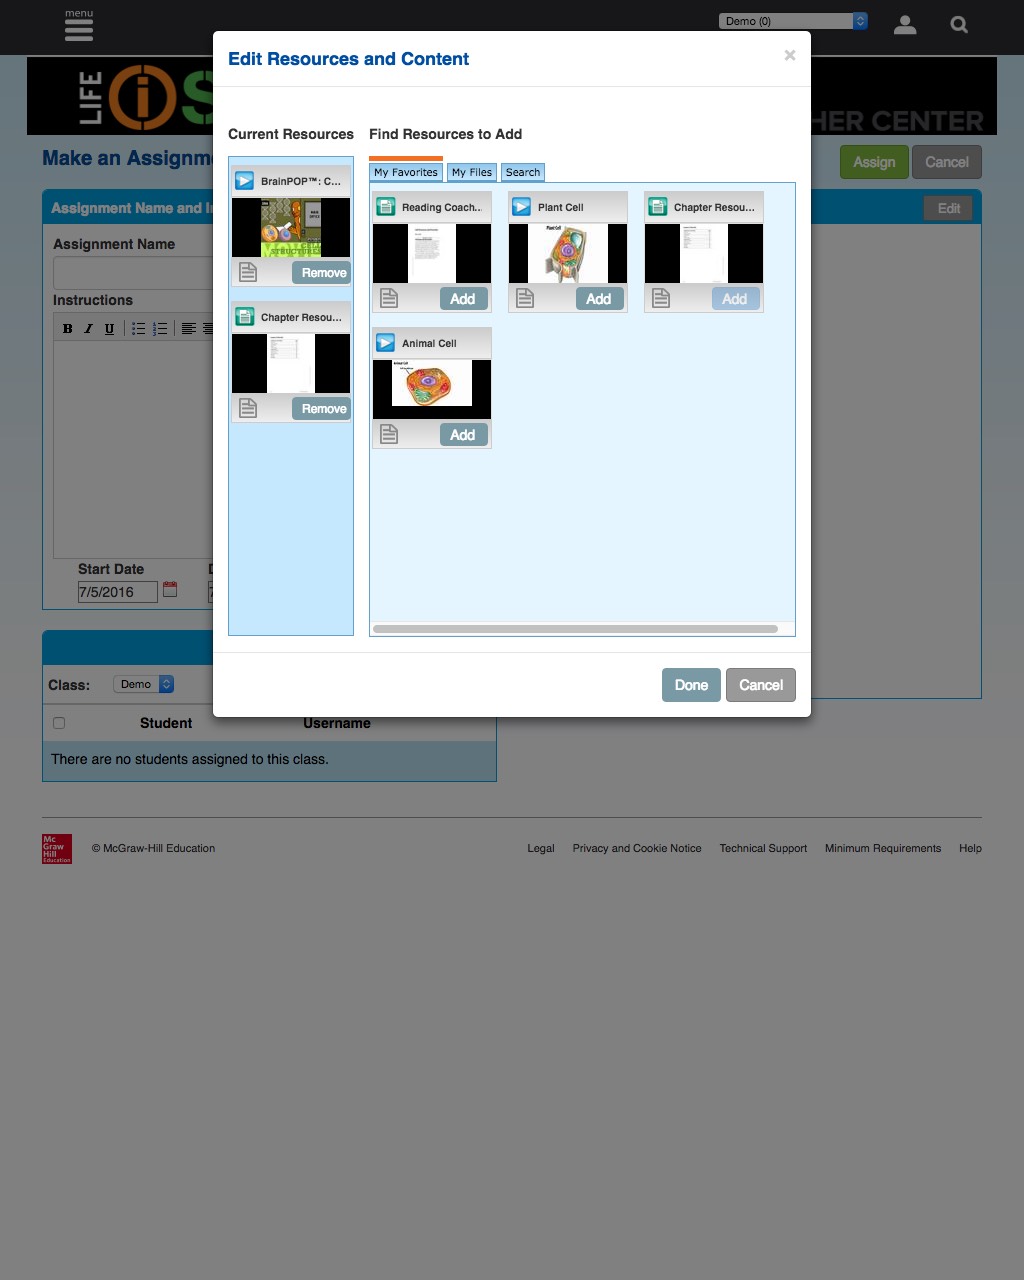 menu
Demo (0)
Edit Resources and Content
×
LIFE
iS
HER CENTER
Make an Assignm
Assign
Cancel
Current Resources
Find Resources to Add
My Favorites
My Files
Search
Assignment Name and I
Edit
BrainPOP™: C...
Remove
Chapter Resou...
Remove
Reading Coach...
Add
Plant Cell
Plant Cell
Add
Chapter Resou...
Add
Animal Cell
Animal Cell
Add
Assignment Name
Instructions
B I U
Start Date
7/5/2016
Done
Cancel
Class:
Demo
Student
Username
There are no students assigned to this class.
Mc
Graw
Hill
Education
© McGraw-Hill Education
Legal
Privacy and Cookie Notice
Technical Support
Minimum Requirements
Help